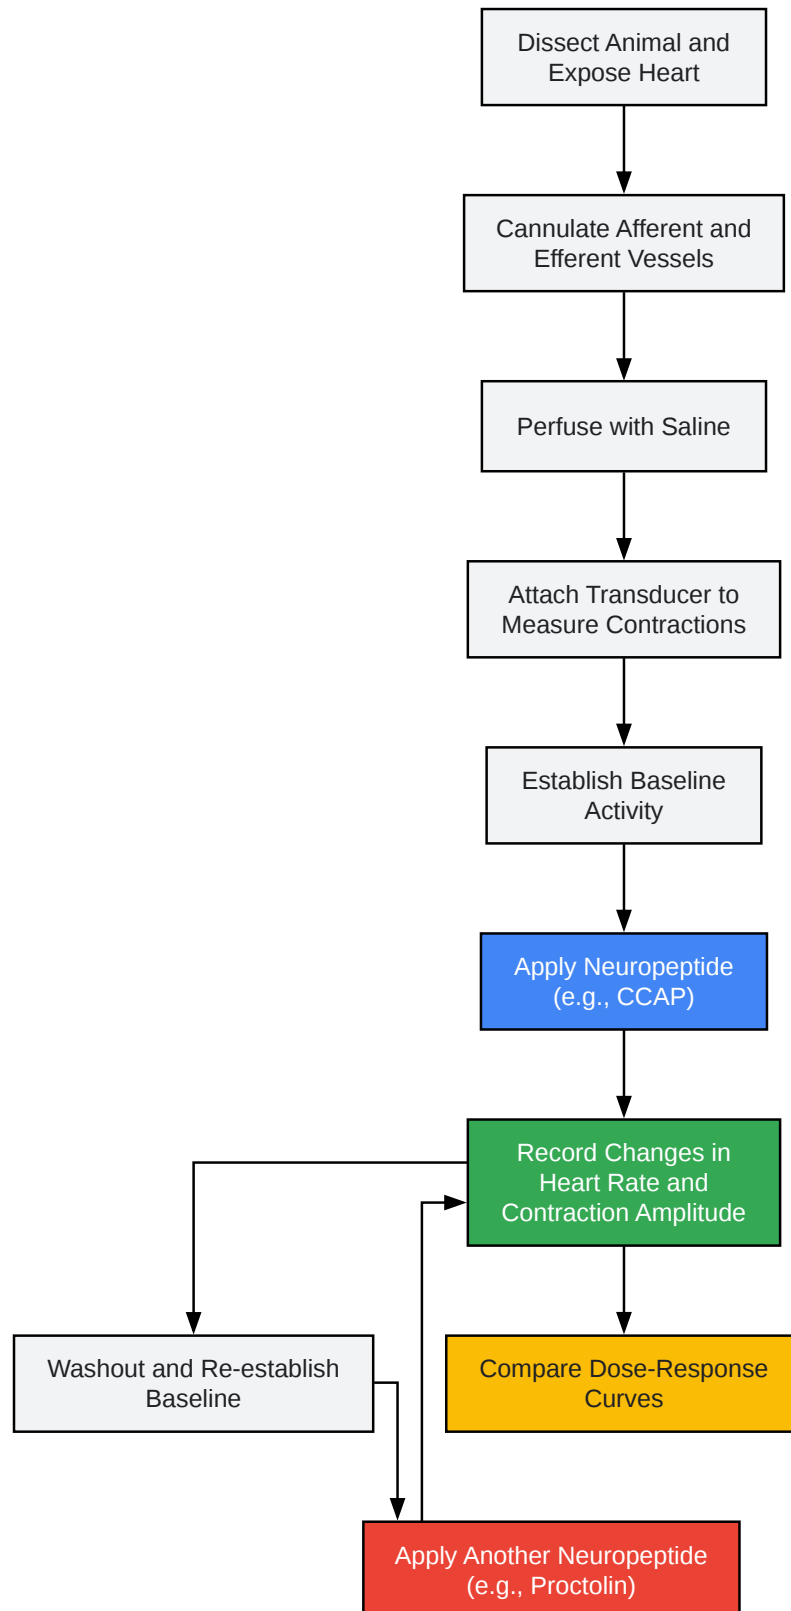 Dissect Animal and
Expose Heart
Cannulate Afferent and
Efferent Vessels
Perfuse with Saline
Attach Transducer to
Measure Contractions
Establish Baseline
Activity
Apply Neuropeptide
(e.g., CCAP)
Record Changes in
Heart Rate and
Contraction Amplitude
Washout and Re-establish
Baseline
Compare Dose-Response
Curves
Apply Another Neuropeptide
(e.g., Proctolin)